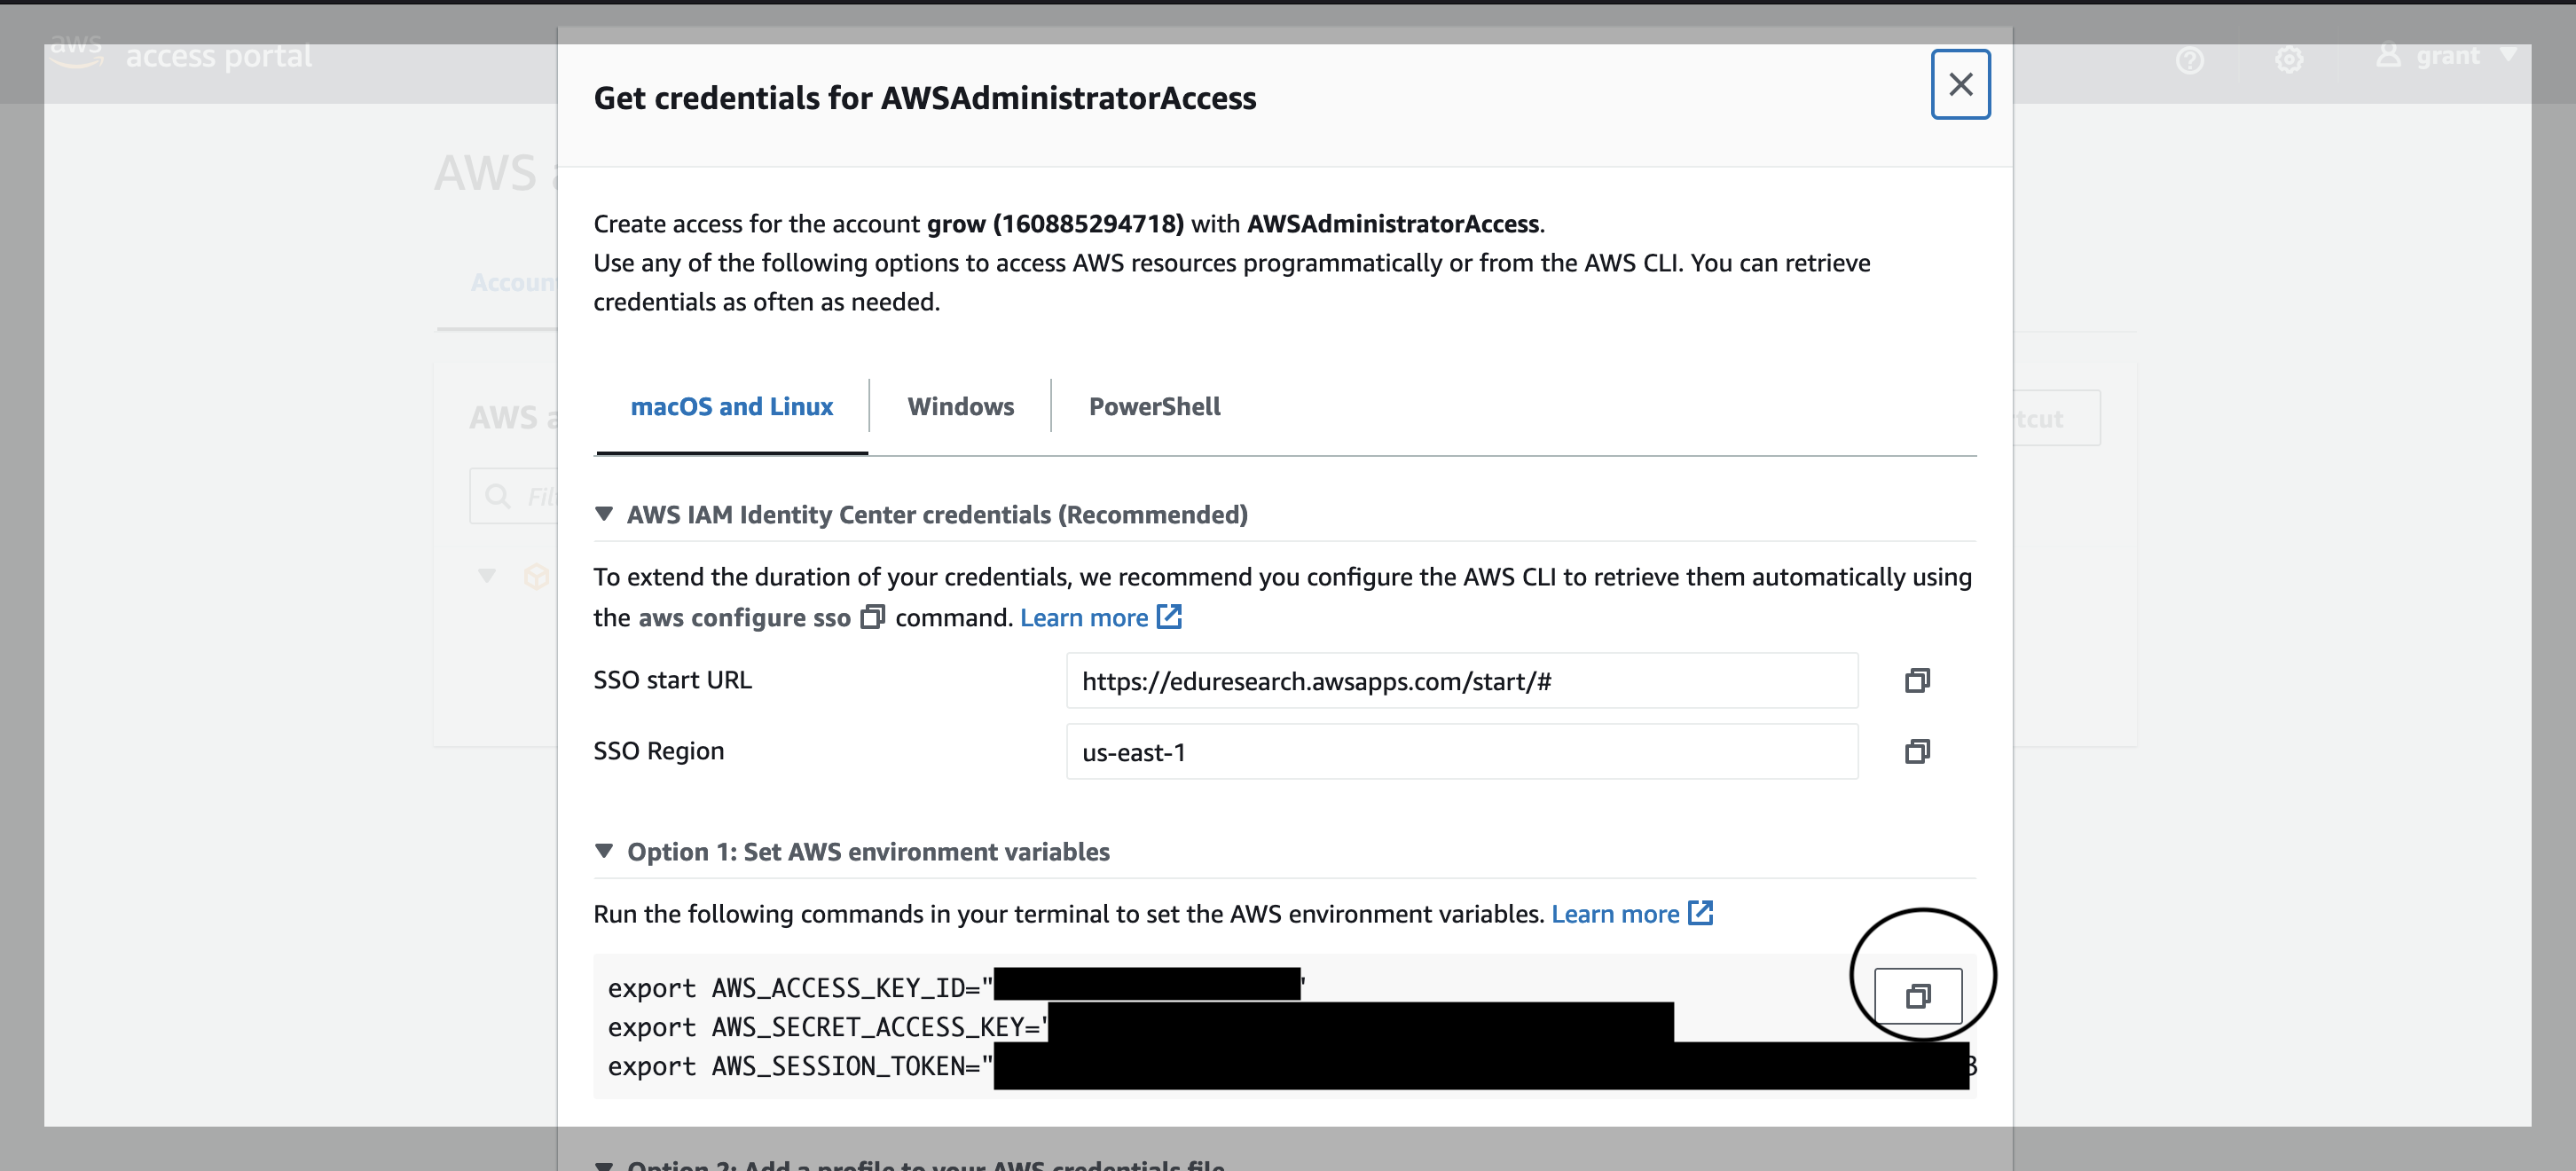 aws access portal
grant
Get credentials for AWSAdministratorAccess
AWS a
Create access for the account grow (160885294718) with AWSAdministratorAccess.
Use any of the following options to access AWS resources programmatically or from the AWS CLI. You can retrieve
credentials as often as needed.
Account
macOS and Linux
Windows
PowerShell
AWS a
tcut
Filt
AWS IAM Identity Center credentials (Recommended)
To extend the duration of your credentials, we recommend you configure the AWS CLI to retrieve them automatically using
the aws configure sso command. Learn more
SSO start URL
https://eduresearch.awsapps.com/start/#
SSO Region
us-east-1
Option 1: Set AWS environment variables
Run the following commands in your terminal to set the AWS environment variables. Learn more
export AWS_ACCESS_KEY_ID="
export AWS_SECRET_ACCESS_KEY="
export AWS_SESSION_TOKEN="
Option 2: Add a profile to your AWS credentials file